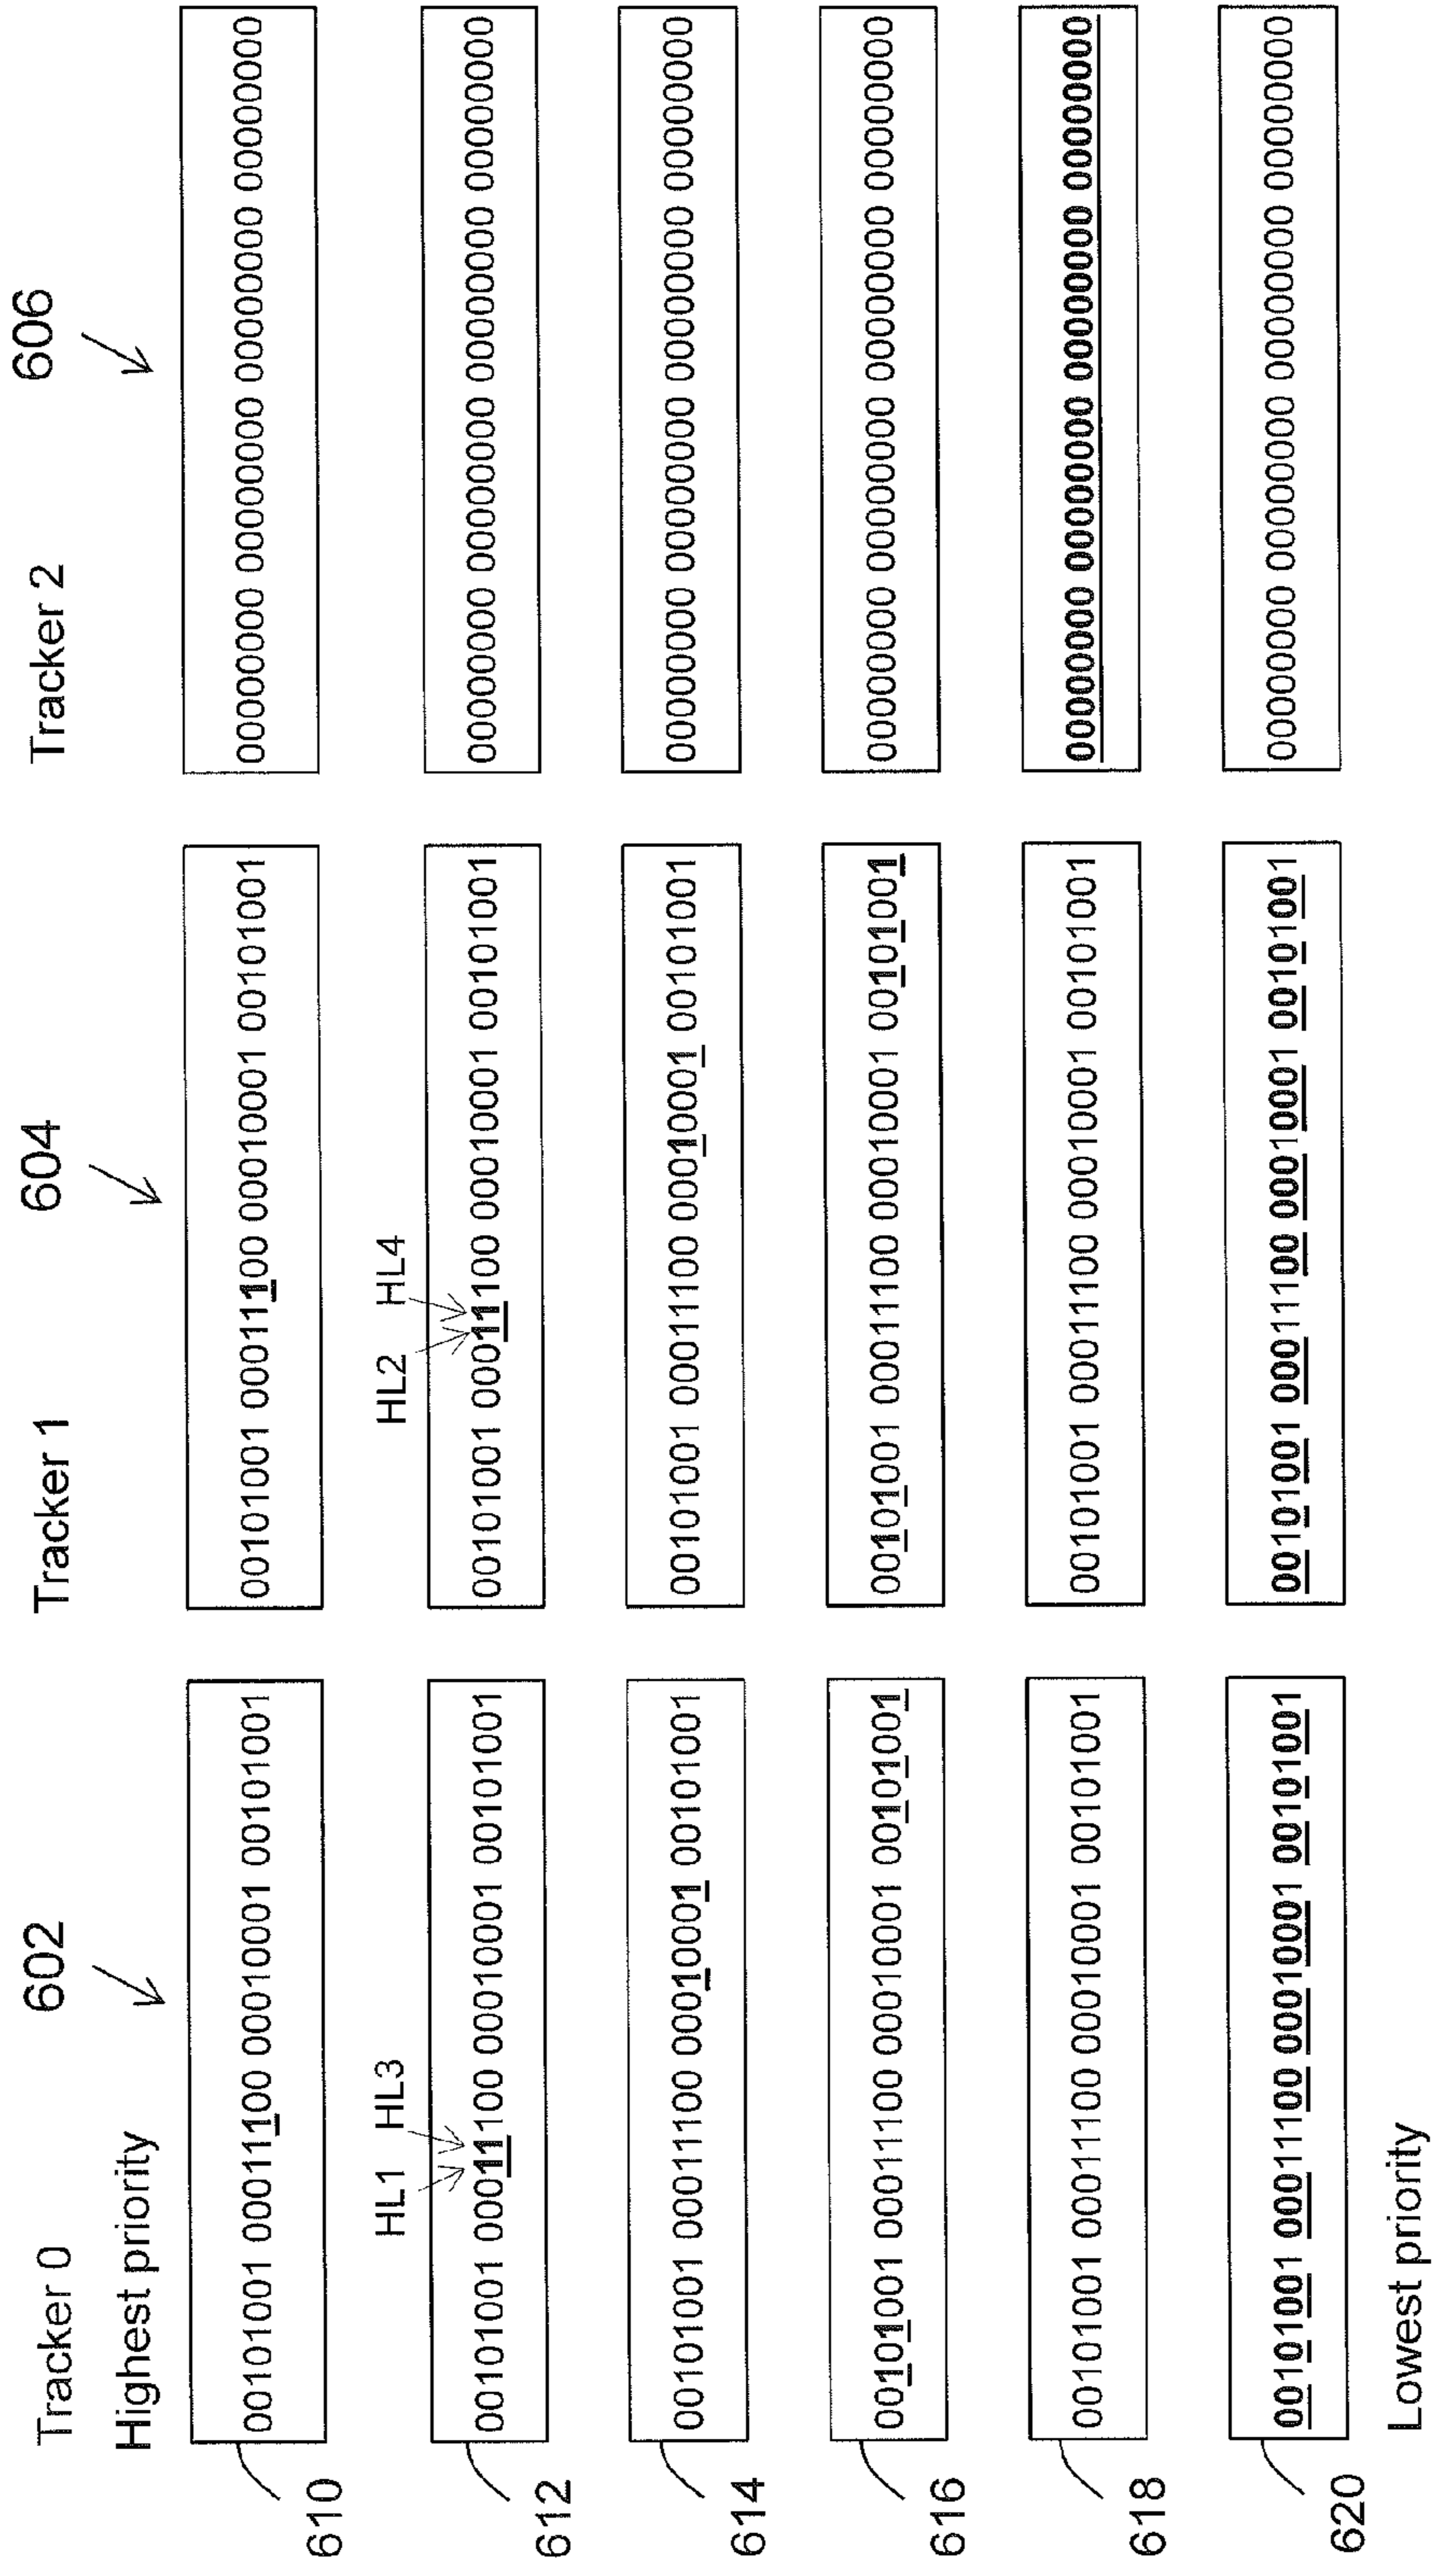 Tracker 0 Tracker 1 Tracker 2
602 604 606
Highest priority
610 00101001 00011100 00010001 00101001 00101001 00011100 00010001 00101001 00000000 00000000 00000000 00000000
HL1 HL3 HL2 HL4
612 00101001 00011100 00010001 00101001 00101001 00011100 00010001 00101001 00000000 00000000 00000000 00000000
614 00101001 00011100 00010001 00101001 00101001 00011100 00010001 00101001 00000000 00000000 00000000 00000000
616 00101001 00011100 00010001 00101001 00101001 00011100 00010001 00101001 00000000 00000000 00000000 00000000
618 00101001 00011100 00010001 00101001 00101001 00011100 00010001 00101001 00000000 00000000 00000000 00000000
620 00101001 00011100 00010001 00101001 00101001 00011100 00010001 00101001 00000000 00000000 00000000 00000000
Lowest priority